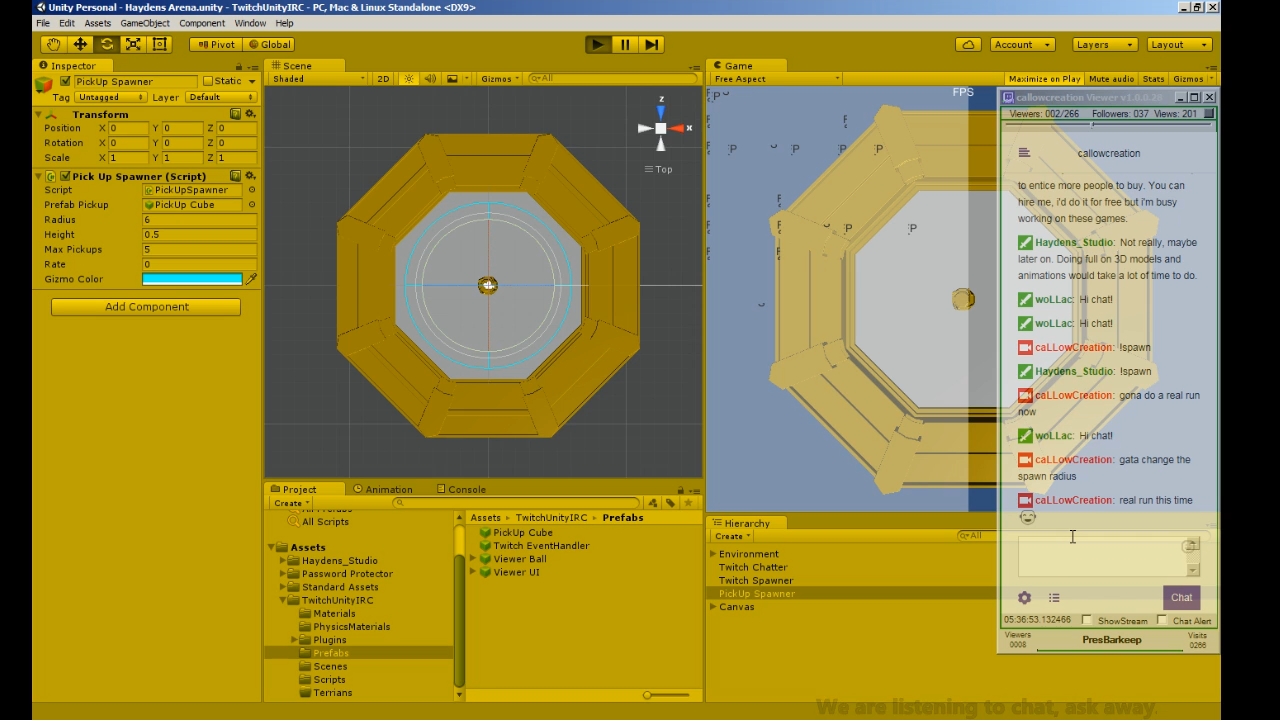 Unity Personal - Haydens Arena.unity - TwitchUnityIRC - PC, Mac & Linux Standalone <DX9>
File Edit Assets GameObject Component Window Help
Pivot Global Account Layers Layout
Inspector
PickUp Spawner Static
Tag Untagged Layer Default
Transform
Position X 0 Y 0 Z 0
Rotation X 0 Y 0 Z 0
Scale X 1 Y 1 Z 1
Pick Up Spawner (Script)
Script PickUpSpawner
Prefab Pickup PickUp Cube
Radius 6
Height 0.5
Max Pickups 5
Rate 0
Gizmo Color
Add Component
Scene
Shaded 2D Gizmos All
z
x
Top
Game
Free Aspect Maximize on Play Mute audio Stats Gizmos
FPS
callowcreation Viewer v1.0.0.28
Viewers: 002/266 Followers: 037 Views: 201
callowcreation
to entice more people to buy. You can
hire me, i'd do it for free but i'm busy
working on these games.
Haydens_Studio: Not really, maybe
later on. Doing full on 3D models and
animations would take a lot of time to do.
woLLac: Hi chat!
woLLac: Hi chat!
caLLowCreation: !spawn
Haydens_Studio: !spawn
caLLowCreation: gona do a real run
now
woLLac: Hi chat!
caLLowCreation: gata change the
spawn radius
caLLowCreation: real run this time
Chat
05:36:53.132466 ShowStream Chat Alert
Viewers
0008
PresBarkeep
Visits
0266
Project Animation Console
Create
All Scripts
Assets
Haydens_Studio
Password Protector
Standard Assets
TwitchUnityIRC
Materials
PhysicsMaterials
Plugins
Prefabs
Scenes
Scripts
Terrians
Assets TwitchUnityIRC Prefabs
PickUp Cube
Twitch EventHandler
Viewer Ball
Viewer UI
Hierarchy
Create All
Environment
Twitch Chatter
Twitch Spawner
PickUp Spawner
Canvas
We are listening to chat, ask away.